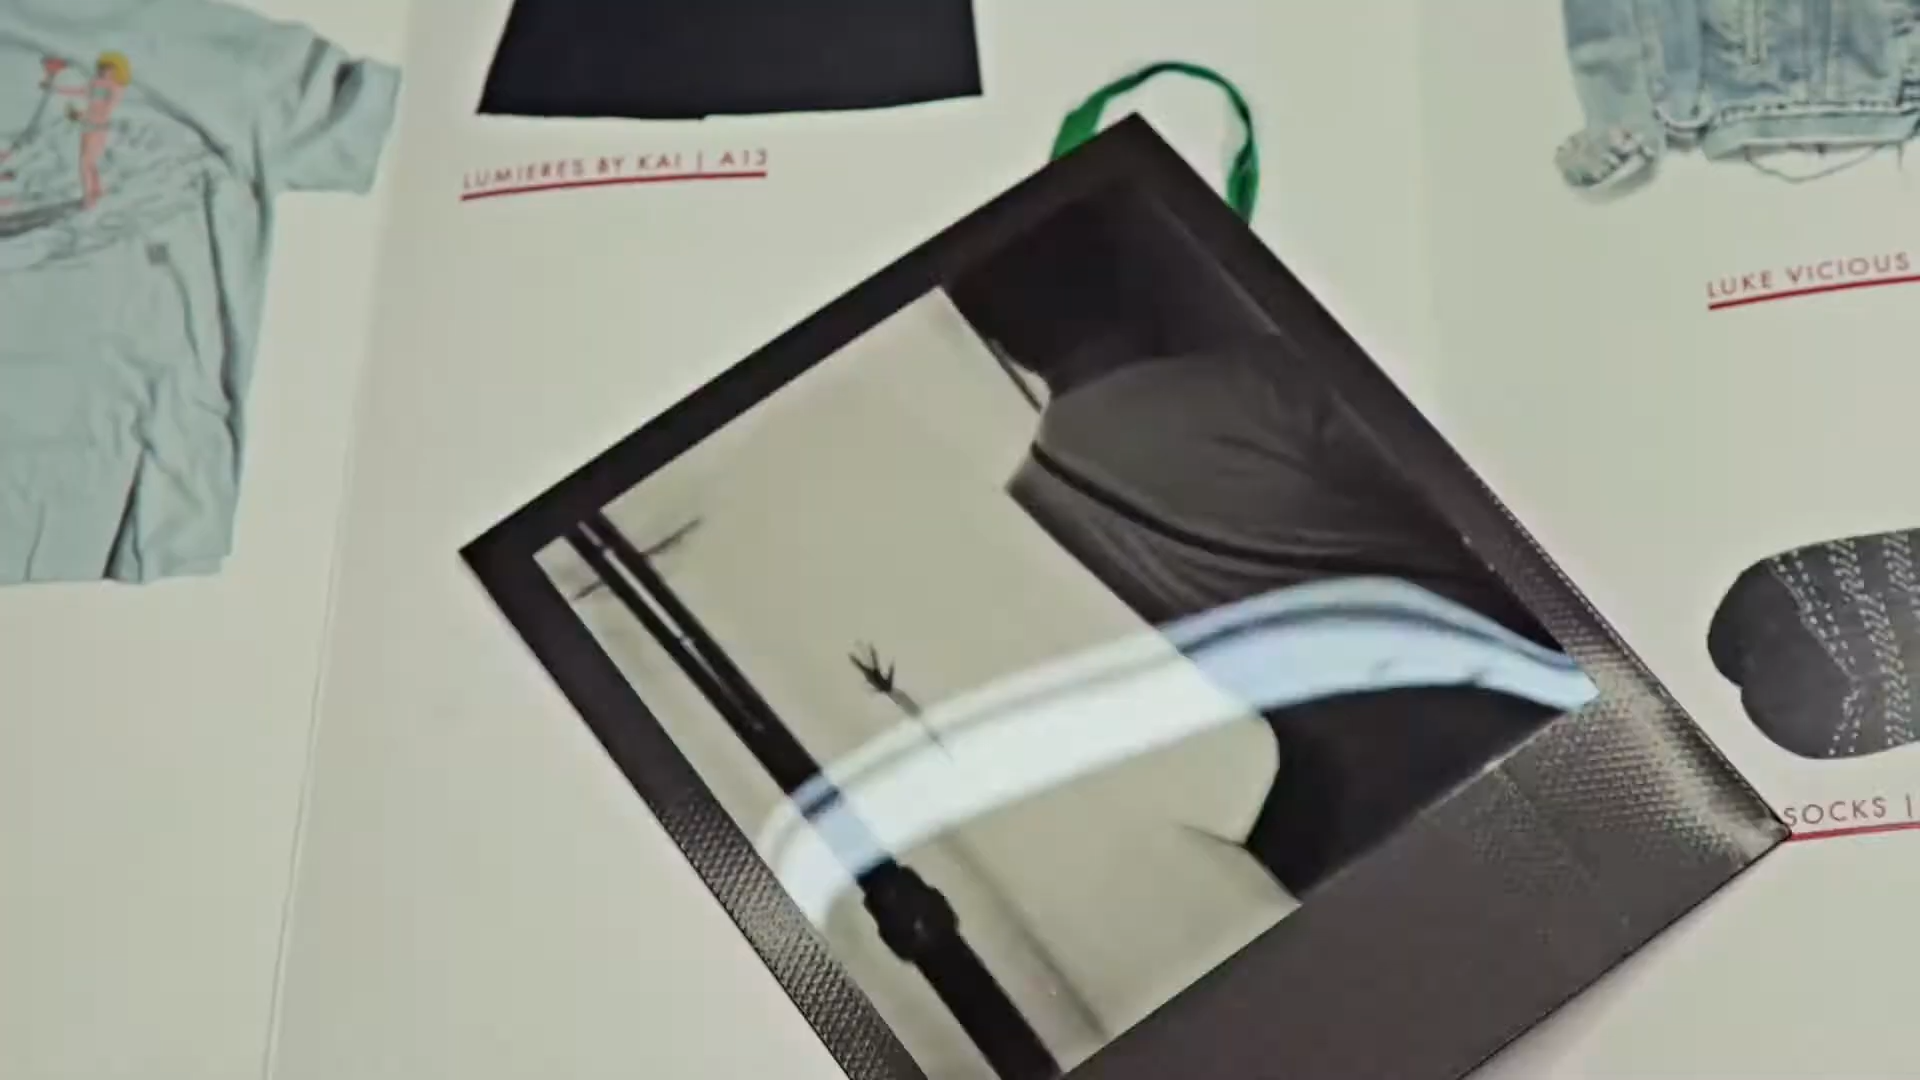 LUMIERES BY KAI | A13
LUKE VICIOUS
SOCKS |